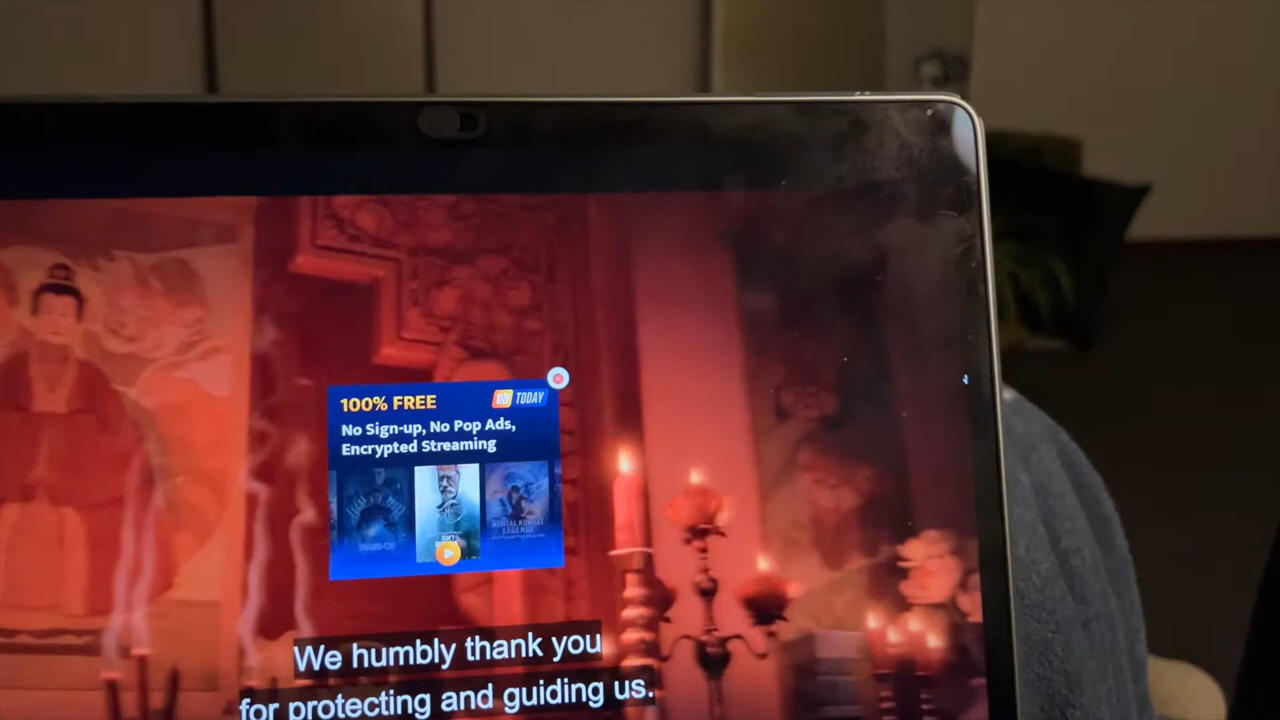 100% FREE
HD TODAY
No Sign-up, No Pop Ads,
Encrypted Streaming
MORTAL KOMBAT
LEGENDS
We humbly thank you
for protecting and guiding us.